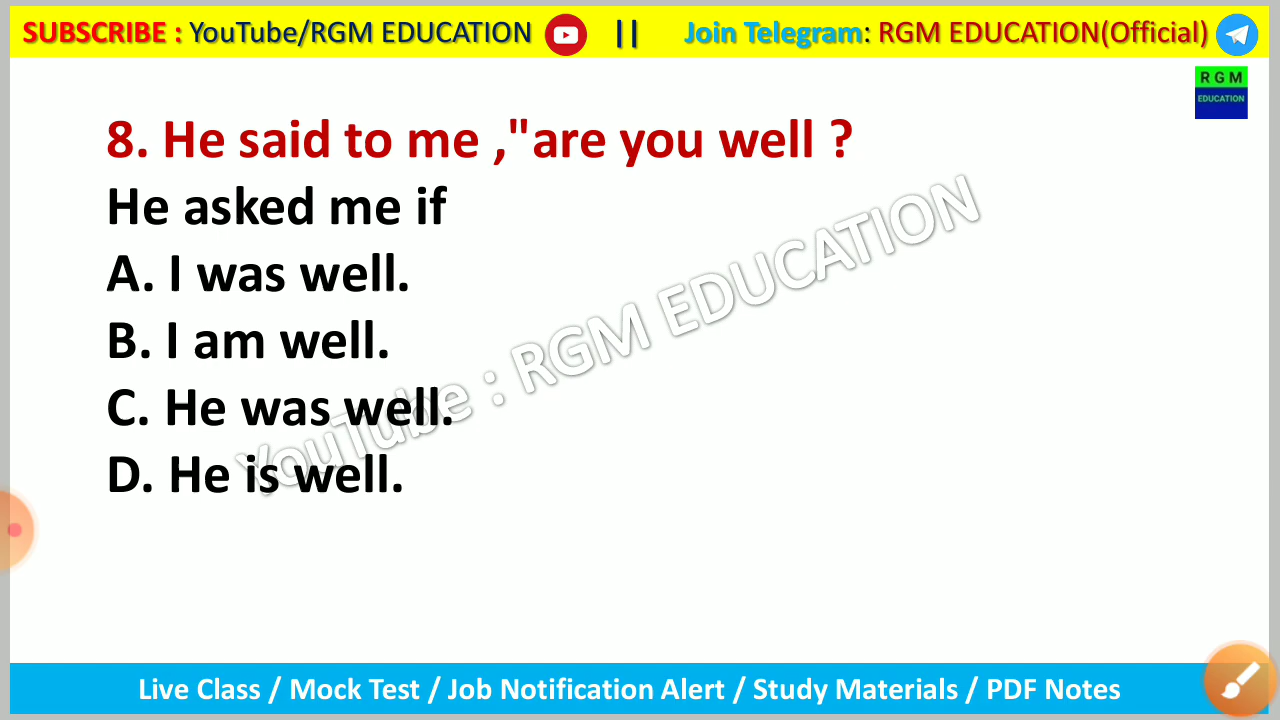 SUBSCRIBE : YouTube/RGM EDUCATION || Join Telegram: RGM EDUCATION(Official)
RGM
EDUCATION
8. He said to me ,"are you well ?
He asked me if
A. I was well.
B. I am well.
C. He was well.
D. He is well.
YouTube : RGM EDUCATION
Live Class / Mock Test / Job Notification Alert / Study Materials / PDF Notes